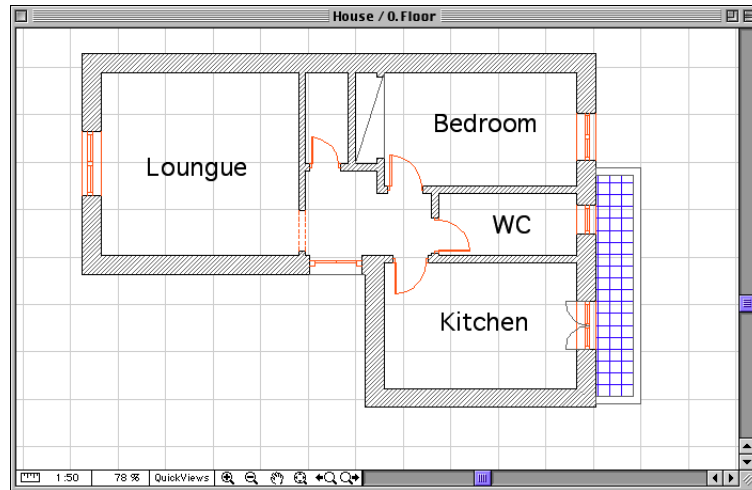 House / 0.Floor
Bedroom
Loungue
WC
Kitchen
1:50 78 % QuickViews